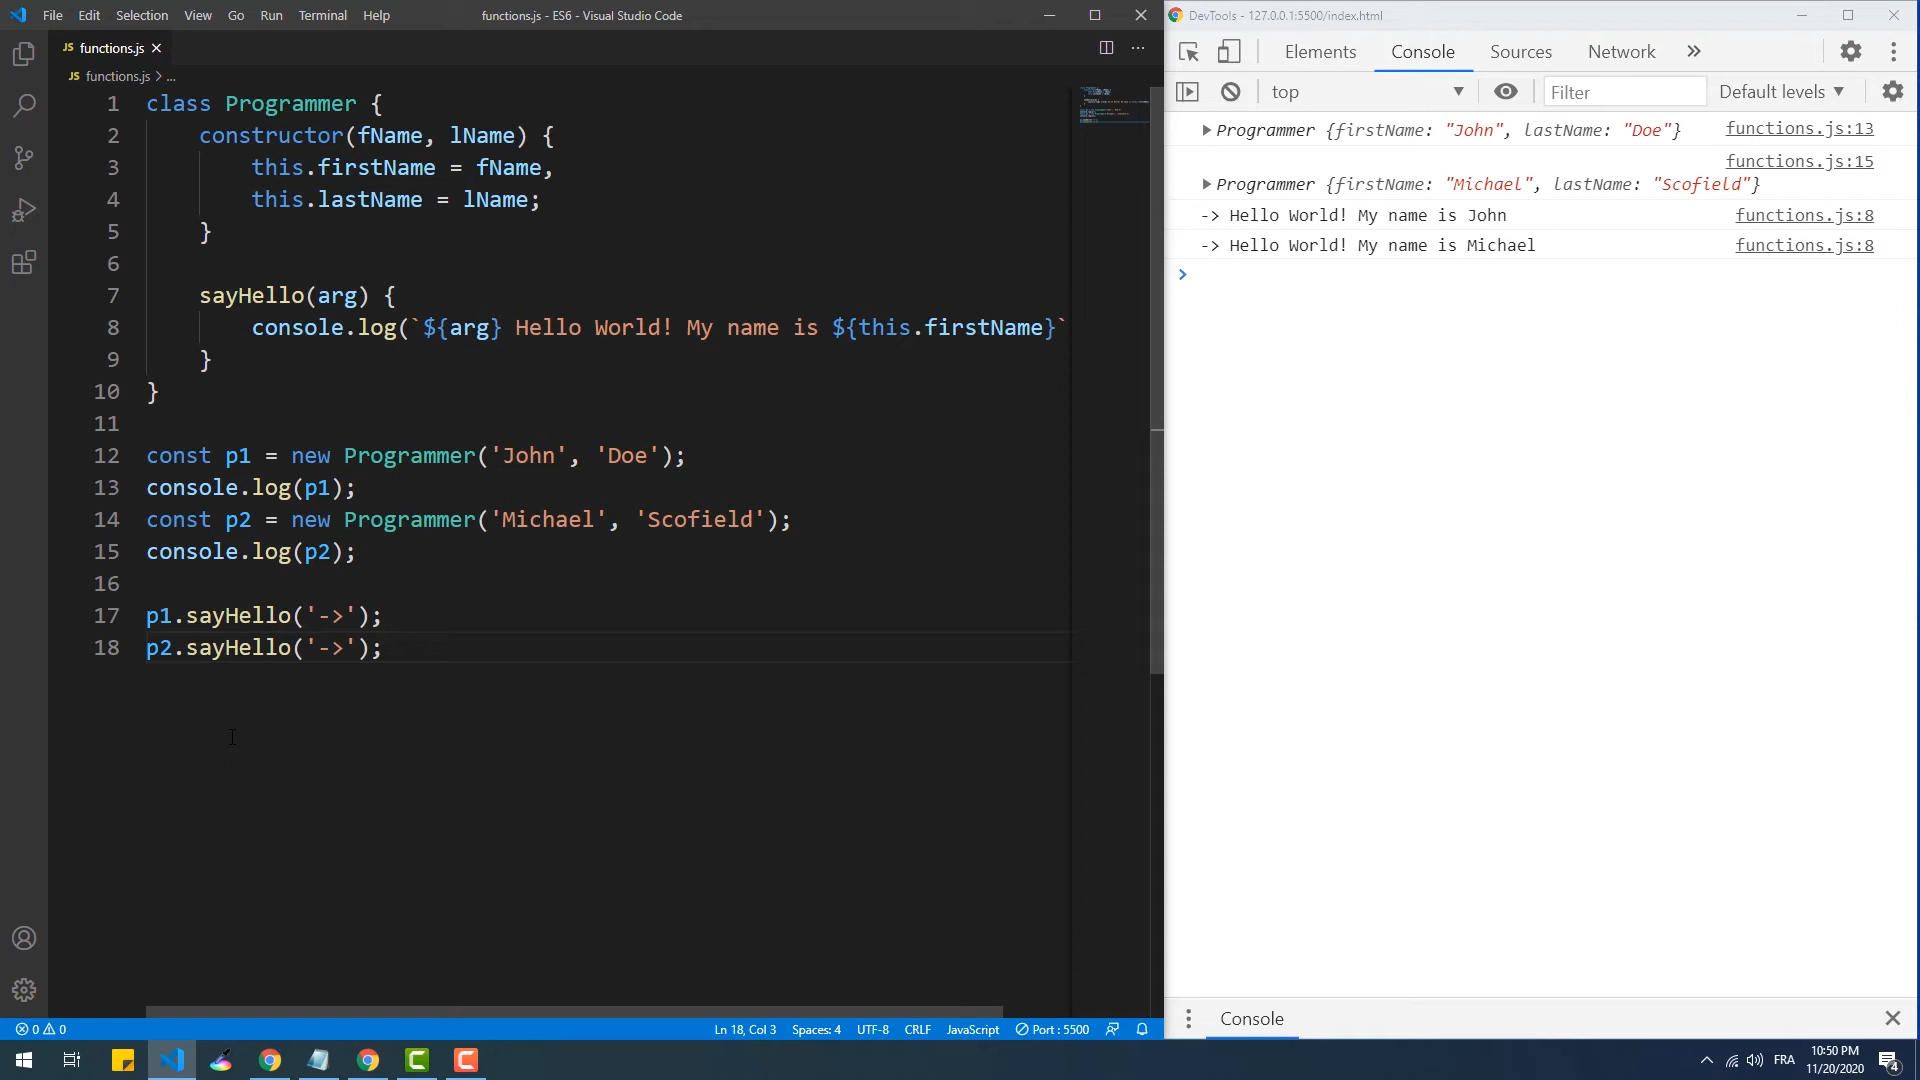 File Edit Selection View Go Run Terminal Help
functions.js - ES6 - Visual Studio Code
JS functions.js
JS functions.js > ...
1 class Programmer {
2     constructor(fName, lName) {
3         this.firstName = fName,
4         this.lastName = lName;
5     }
6
7     sayHello(arg) {
8         console.log(`${arg} Hello World! My name is ${this.firstName}`
9     }
10 }
11
12 const p1 = new Programmer('John', 'Doe');
13 console.log(p1);
14 const p2 = new Programmer('Michael', 'Scofield');
15 console.log(p2);
16
17 p1.sayHello('->');
18 p2.sayHello('->');
0 0
Ln 18, Col 3 Spaces: 4 UTF-8 CRLF JavaScript Port : 5500
DevTools - 127.0.0.1:5500/index.html
Elements Console Sources Network »
top Filter Default levels
Programmer {firstName: "John", lastName: "Doe"} functions.js:13
functions.js:15
Programmer {firstName: "Michael", lastName: "Scofield"}
-> Hello World! My name is John functions.js:8
-> Hello World! My name is Michael functions.js:8
>
Console
FRA
10:50 PM
11/20/2020
4